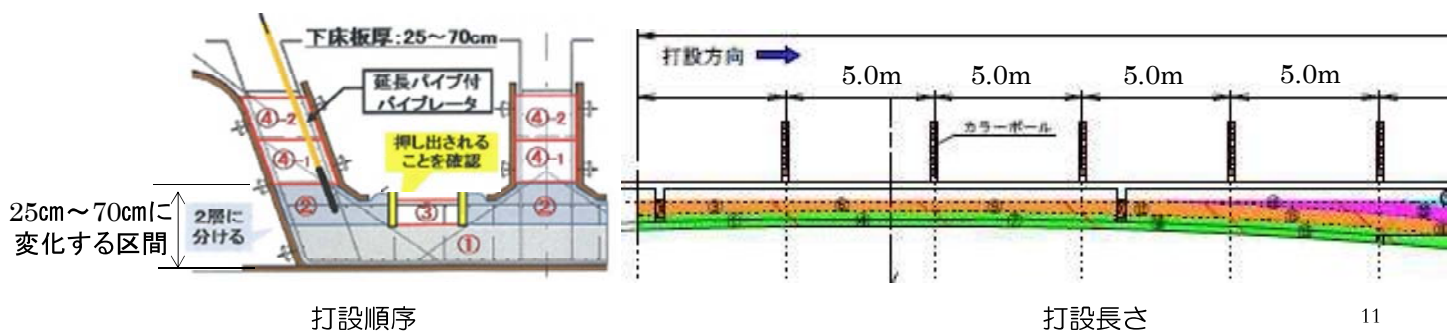 下床板厚:25~70cm
延長パイプ付
バイブレータ
④-2
④-2
④-1
④-1
押し出される
ことを確認
25㎝~70㎝に
変化する区間
2層に
分ける
②
③
②
①
打設順序
打設方向
5.0m
5.0m
5.0m
5.0m
カラーポール
打設長さ
11